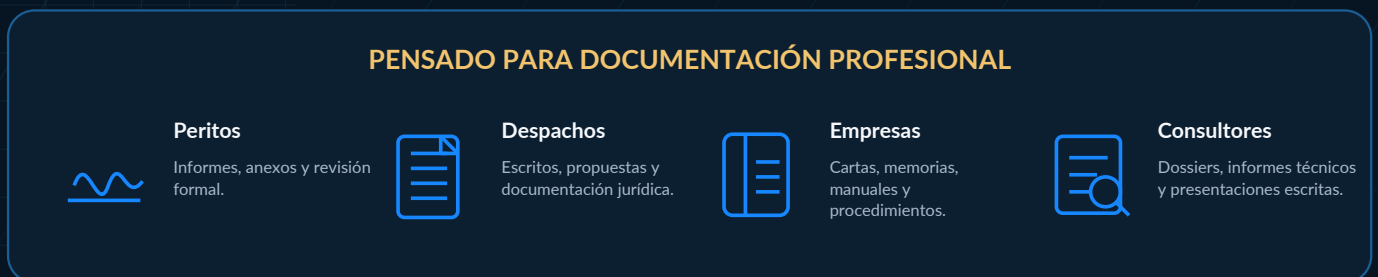 PENSADO PARA DOCUMENTACIÓN PROFESIONAL
Peritos
Informes, anexos y revisión
formal.
Despachos
Escritos, propuestas y
documentación jurídica.
Empresas
Cartas, memorias,
manuales y
procedimientos.
Consultores
Dossiers, informes técnicos
y presentaciones escritas.